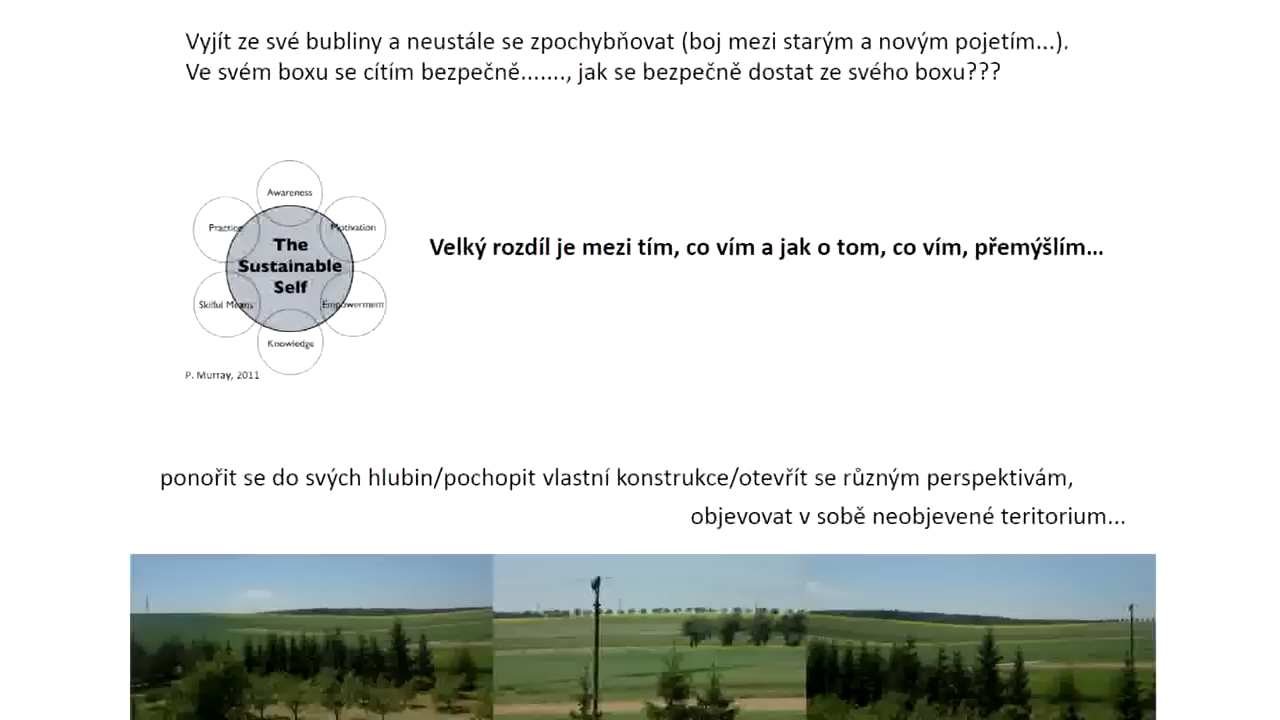 Vyjít ze své bubliny a neustále se zpochybňovat (boj mezi starým a novým pojetím...).
Ve svém boxu se cítím bezpečně......., jak se bezpečně dostat ze svého boxu???
Awareness
Practice
Motivation
The
Sustainable
Self
Skilful Means
Empowerment
Knowledge
P. Murray, 2011
Velký rozdíl je mezi tím, co vím a jak o tom, co vím, přemýšlím...
ponořit se do svých hlubin/pochopit vlastní konstrukce/otevřít se různým perspektivám,
objevovat v sobě neobjevené teritorium...